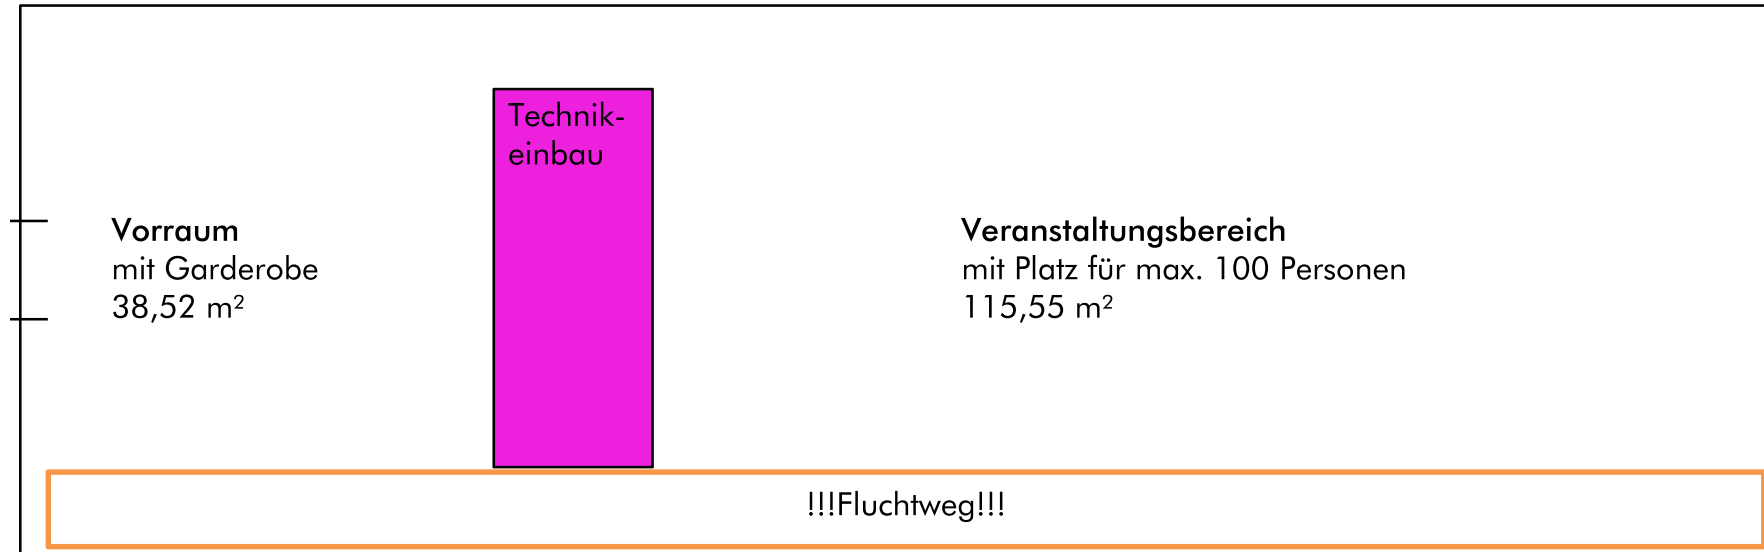 Technik-
einbau
Vorraum
mit Garderobe
38,52 m²
Veranstaltungsbereich
mit Platz für max. 100 Personen
115,55 m²
!!!Fluchtweg!!!